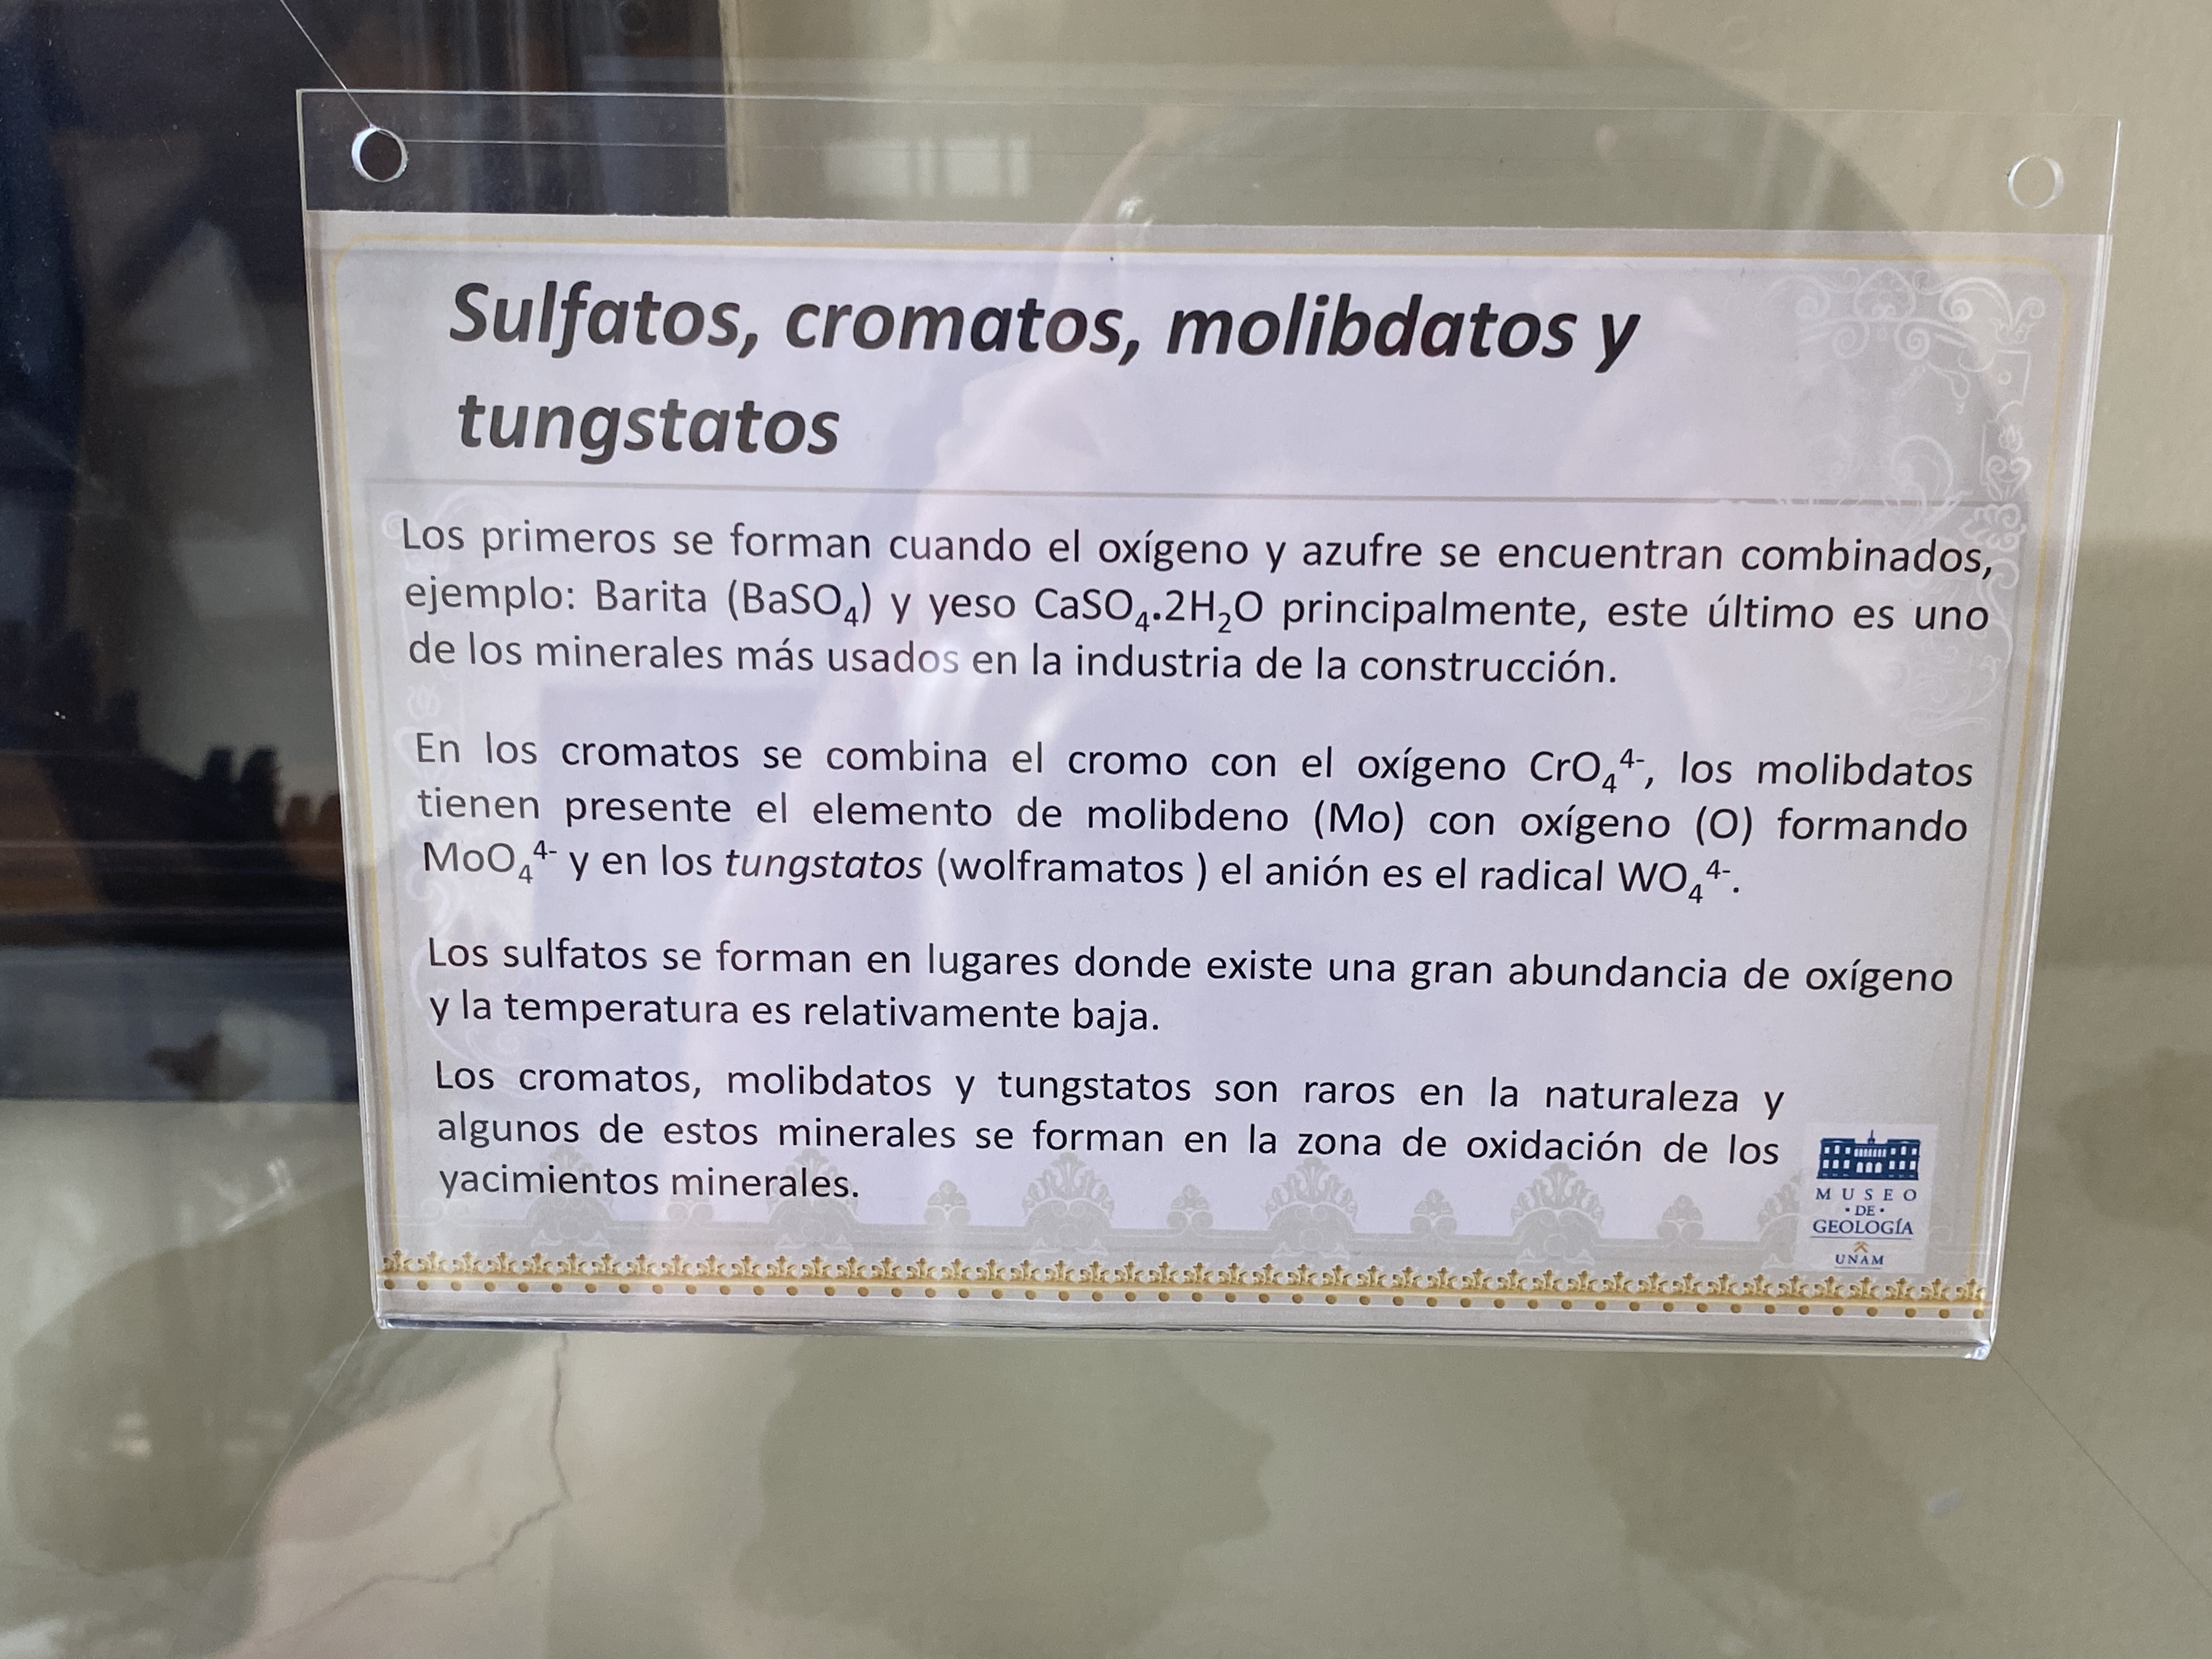 Sulfatos, cromatos, molibdatos y
tungstatos
Los primeros se forman cuando el oxígeno y azufre se encuentran combinados,
ejemplo: Barita (BaSO₄) y yeso CaSO₄.2H₂O principalmente, este último es uno
de los minerales más usados en la industria de la construcción.
En los cromatos se combina el cromo con el oxígeno CrO₄⁴⁻, los molibdatos
tienen presente el elemento de molibdeno (Mo) con oxígeno (O) formando
MoO₄⁴⁻ y en los tungstatos (wolframatos ) el anión es el radical WO₄⁴⁻.
Los sulfatos se forman en lugares donde existe una gran abundancia de oxígeno
y la temperatura es relativamente baja.
Los cromatos, molibdatos y tungstatos son raros en la naturaleza y
algunos de estos minerales se forman en la zona de oxidación de los
yacimientos minerales.
MUSEO
• DE •
GEOLOGÍA
UNAM